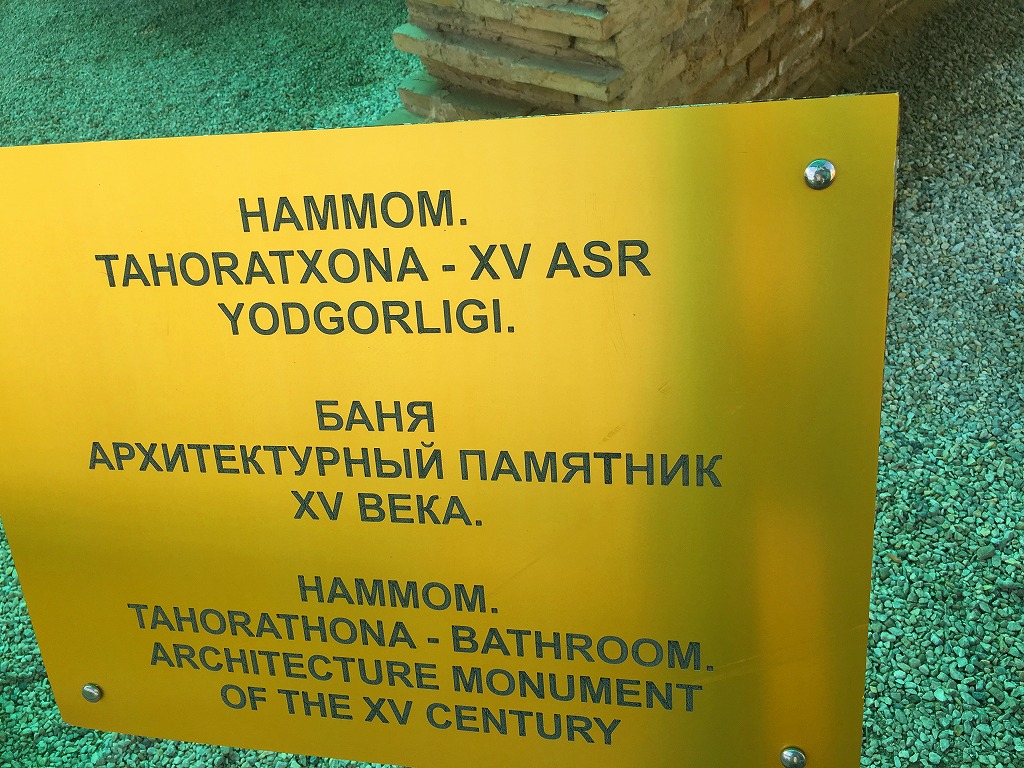 HAMMOM.
TAHORATXONA - XV ASR
YODGORLIGI.
БАНЯ
АРХИТЕКТУРНЫЙ ПАМЯТНИК
XV ВЕКА.
HAMMOM.
TAHORATHONA - BATHROOM.
ARCHITECTURE MONUMENT
OF THE XV CENTURY